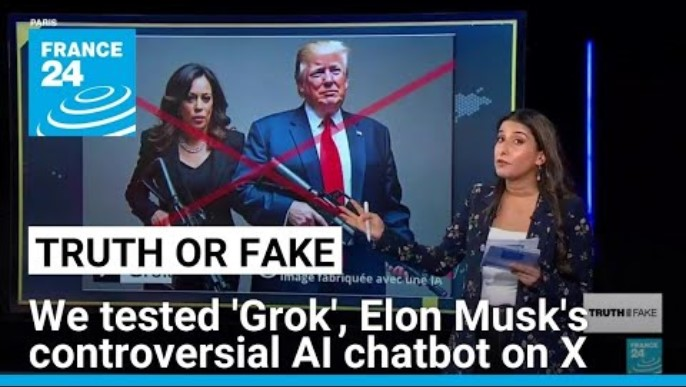 PARIS
FRANCE
24
Image fabriquée avec une IA
TRUTH OR FAKE
TRUTH OR FAKE
We tested 'Grok', Elon Musk's
controversial AI chatbot on X